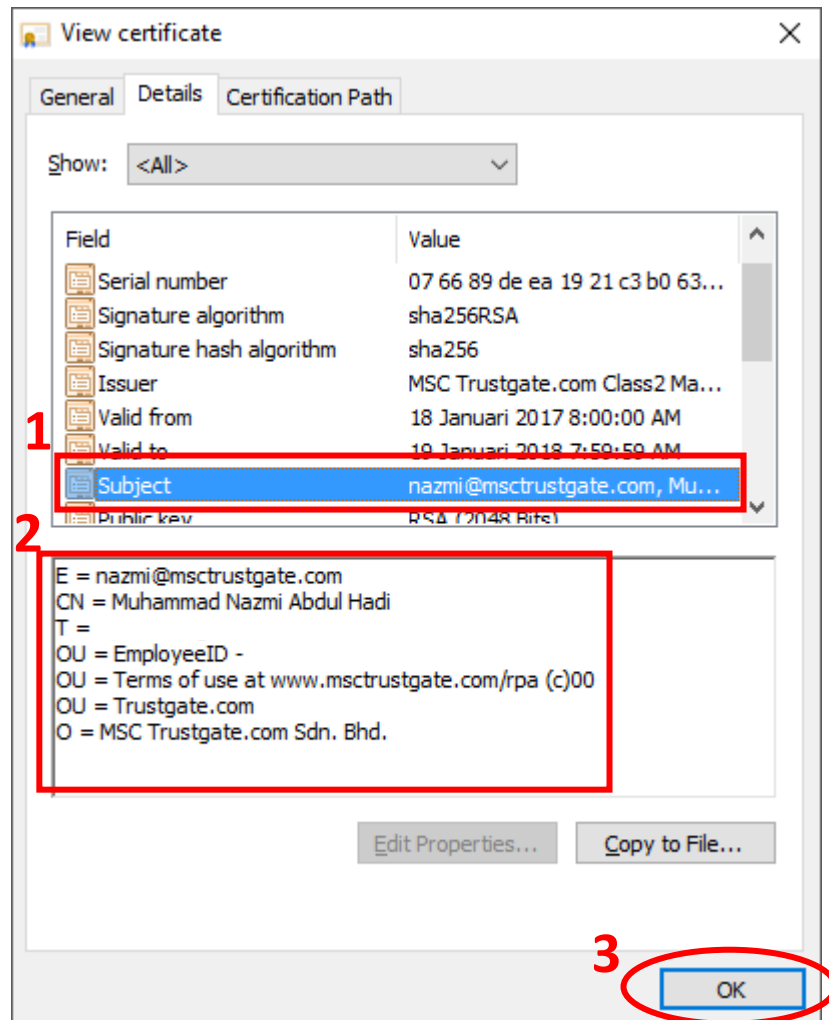 View certificate
General Details Certification Path
Show: <All>
Field Value
Serial number 07 66 89 de ea 19 21 c3 b0 63...
Signature algorithm sha256RSA
Signature hash algorithm sha256
Issuer MSC Trustgate.com Class2 Ma...
Valid from 18 Januari 2017 8:00:00 AM
1
Valid to 19 Januari 2018 7:59:59 AM
Subject nazmi@msctrustgate.com, Mu...
Public key RSA (2048 Bits)
2
E = nazmi@msctrustgate.com
CN = Muhammad Nazmi Abdul Hadi
T =
OU = EmployeeID -
OU = Terms of use at www.msctrustgate.com/rpa (c)00
OU = Trustgate.com
O = MSC Trustgate.com Sdn. Bhd.
Edit Properties... Copy to File...
3
OK